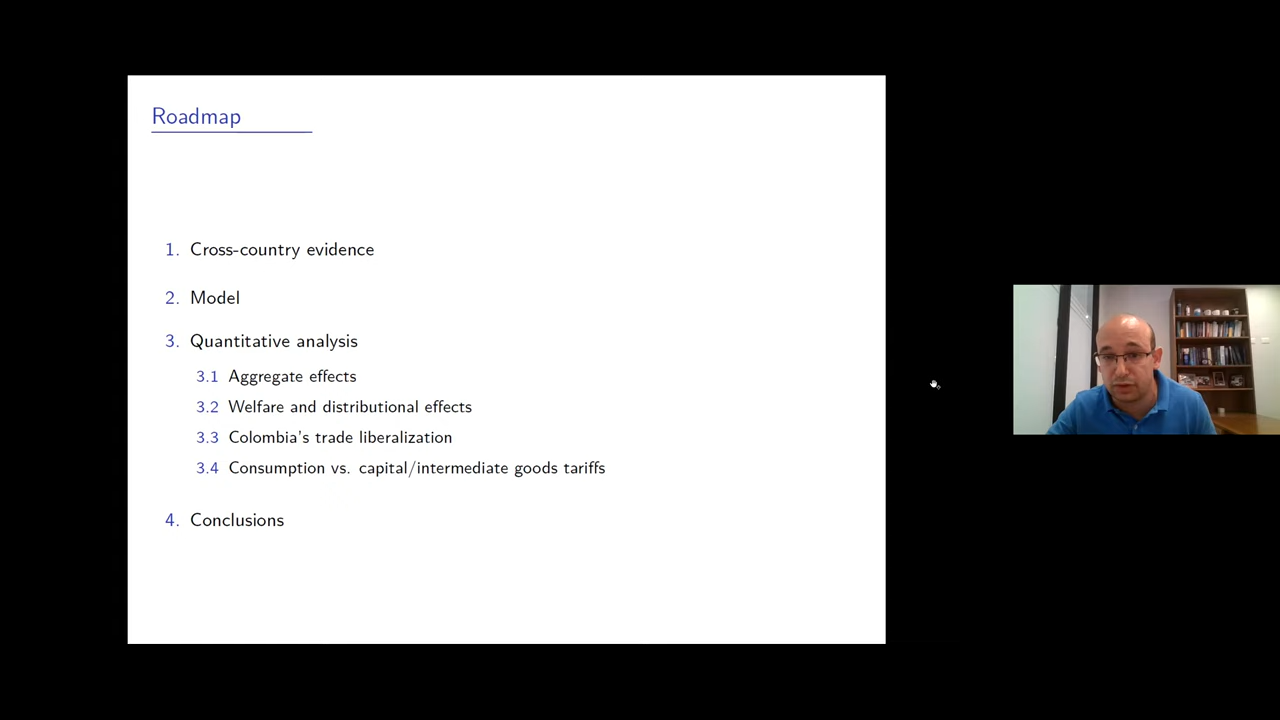 Roadmap
1. Cross-country evidence
2. Model
3. Quantitative analysis
3.1 Aggregate effects
3.2 Welfare and distributional effects
3.3 Colombia's trade liberalization
3.4 Consumption vs. capital/intermediate goods tariffs
4. Conclusions